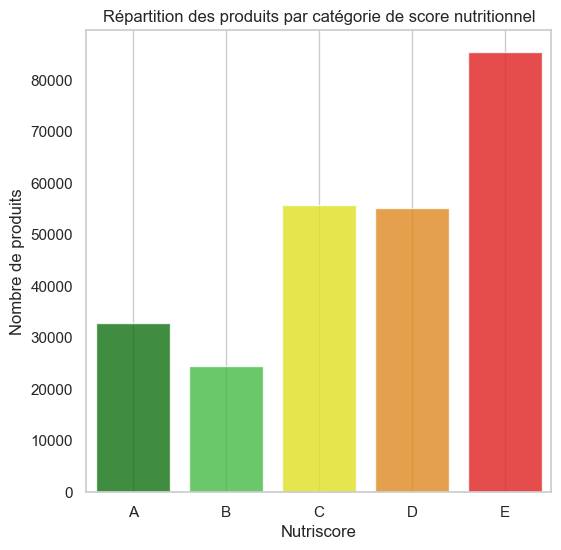 Répartition des produits par catégorie de score nutritionnel
Nombre de produits
80000
70000
60000
50000
40000
30000
20000
10000
0
A B C D E
Nutriscore